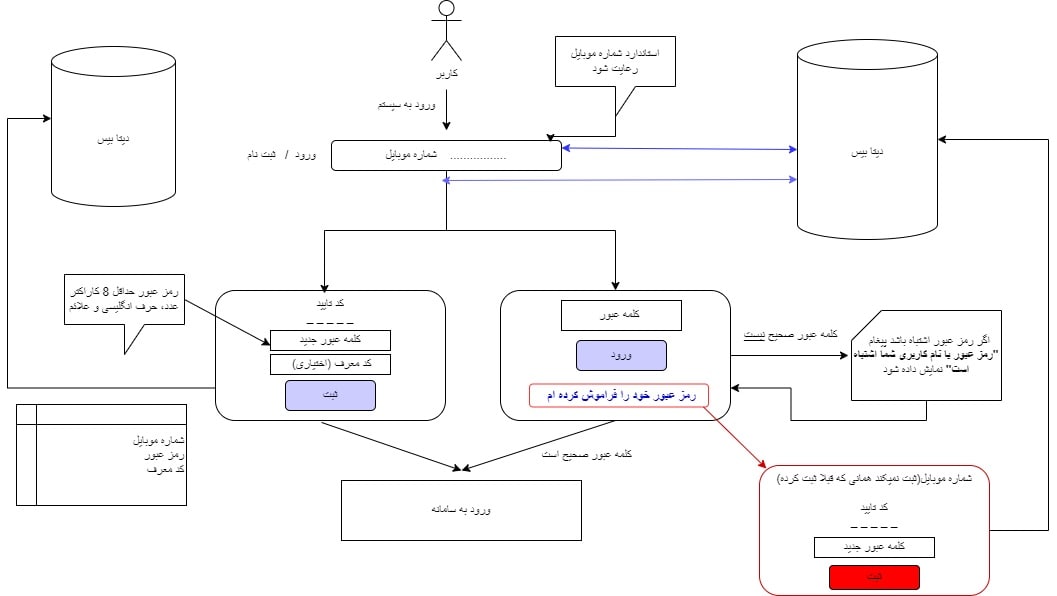 کاربر
ورود به سیستم
استاندارد شماره موبایل
رعایت شود
دیتا بیس
دیتا بیس
ورود / ثبت نام
شماره موبایل .................
رمز عبور حداقل 8 کاراکتر
عدد، حرف انگلیسی و علائم
کد تایید
_ _ _ _ _
کلمه عبور جدید
کد معرف (اختیاری)
ثبت
کلمه عبور
ورود
رمز عبور خود را فراموش کرده ام
کلمه عبور صحیح نیست
اگر رمز عبور اشتباه باشد پیغام
"رمز عبور یا نام کاربری شما اشتباه
است" نمایش داده شود
شماره موبایل
رمز عبور
کد معرف
کلمه عبور صحیح است
ورود به سامانه
شماره موبایل(ثبت نمیکند همانی که قبلا ثبت کرده)
کد تایید
_ _ _ _ _
کلمه عبور جدید
ثبت